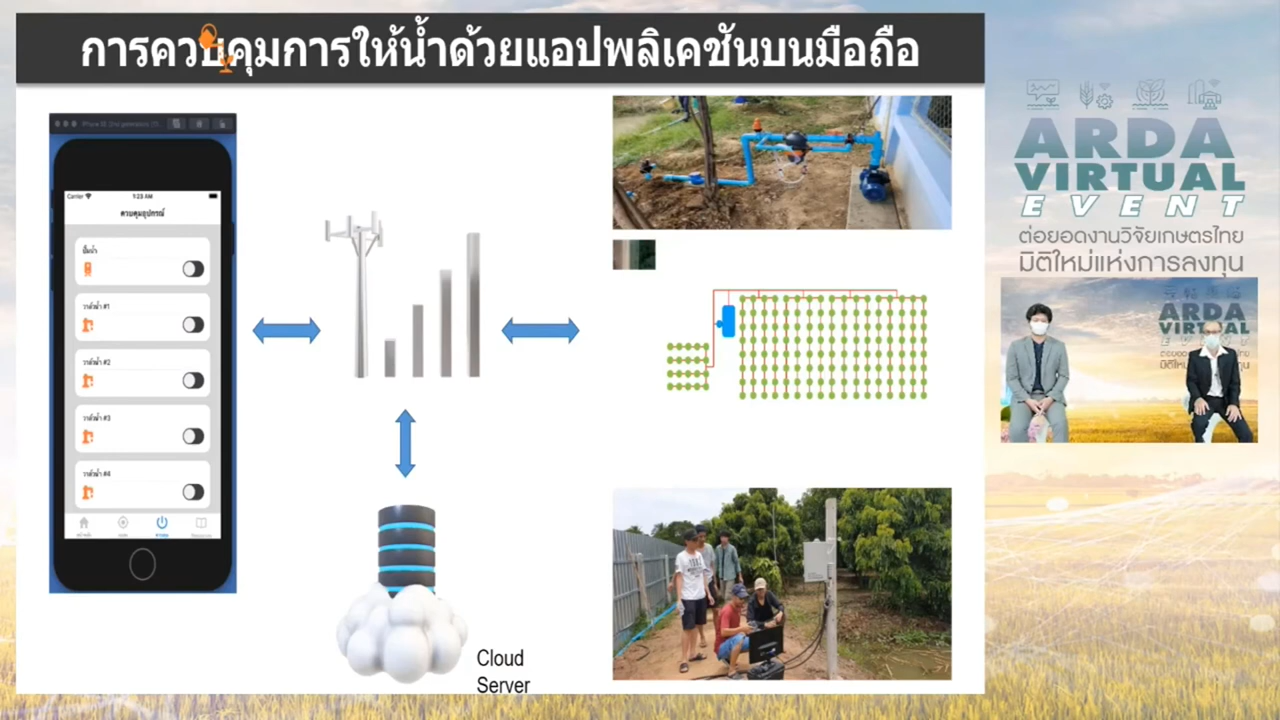 การควบคุมการให้น้ำด้วยแอปพลิเคชันบนมือถือ
Carrier
1:23 AM
ควบคุมอุปกรณ์
ปั๊มน้ำ
วาล์วน้ำ #1
วาล์วน้ำ #2
วาล์วน้ำ #3
วาล์วน้ำ #4
Cloud
Server
ARDA
VIRTUAL
EVENT
ต่อยอดงานวิจัยเกษตรไทย
มิติใหม่แห่งการลงทุน
ARDA
VIRTUAL